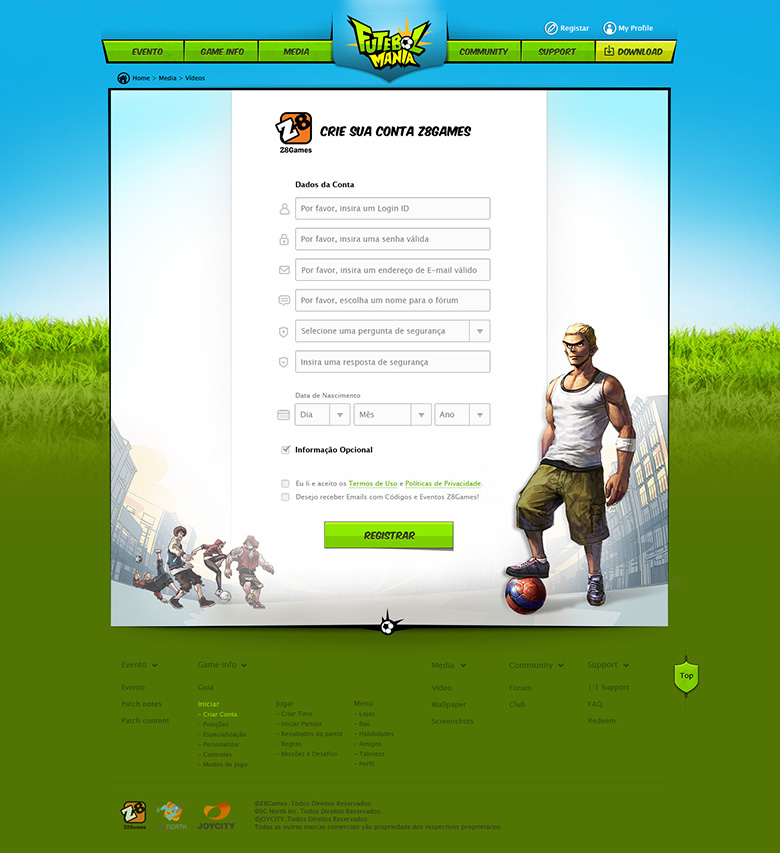 Registar
My Profile
FUTEBOL
MANIA
EVENTO
GAME INFO
MEDIA
COMMUNITY
SUPPORT
DOWNLOAD
Home > Media > Vídeos
Z8
Z8Games
CRIE SUA CONTA Z8GAMES
Dados da Conta
Por favor, insira um Login ID
Por favor, insira uma senha válida
Por favor, insira um endereço de E-mail válido
Por favor, escolha um nome para o fórum
Selecione uma pergunta de segurança
Insira uma resposta de segurança
Data de Nascimento
Dia
Mês
Ano
Informação Opcional
Eu li e aceito os Termos de Uso e Políticas de Privacidade.
Desejo receber Emails com Códigos e Eventos Z8Games!
REGISTRAR
Evento
Game info
Media
Community
Support
Top
Evento
Patch notes
Patch content
Guia
Iniciar
- Criar Conta
- Posições
- Especialização
- Personalizar
- Controles
- Modos de Jogo
Jogar
- Criar Time
- Iniciar Partida
- Resultados da partid
- Regras
- Missões e Desafios
Menú
- Lojas
- Baú
- Habilidades
- Amigos
- Talentos
- Perfil
Video
Wallpaper
Screenshots
Forum
Club
1:1 Support
FAQ
Redeem
Z8
Z8Games
NORTH
JOYCITY
©Z8Games. Todos Direitos Reservados.
©SG North Inc. Todos Direitos Reservados.
©JOYCITY. Todos Direitos Reservados.
Todas as outras marcas comerciais são propriedade dos respectivos proprietários